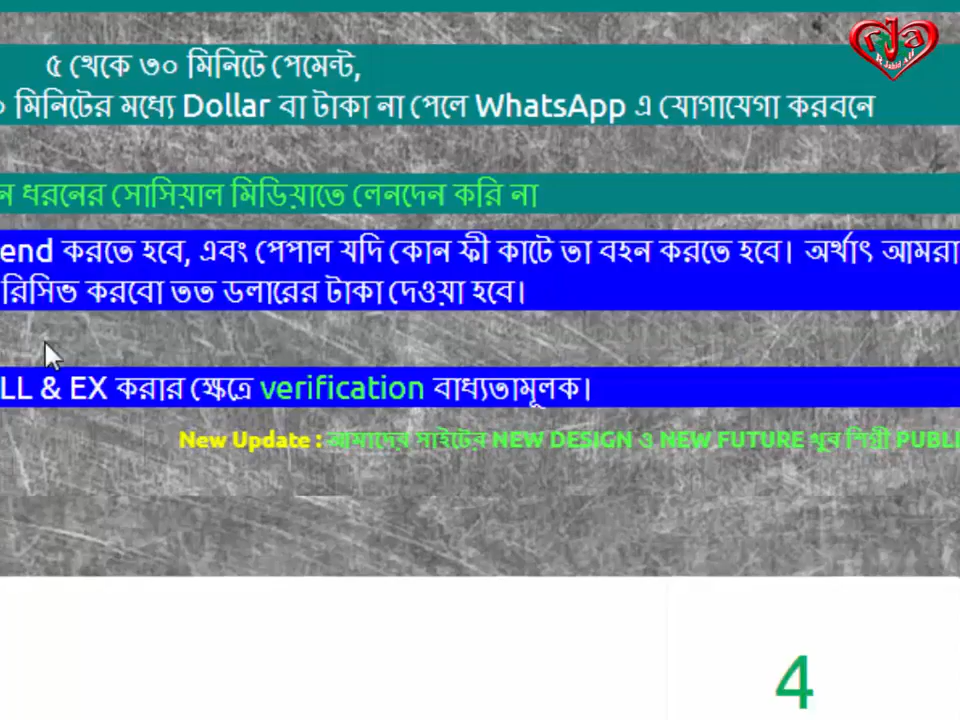 rja
৫ থেকে ৩০ মিনিটে পেমেন্ট,
মিনিটের মধ্যে Dollar বা টাকা না পেলে WhatsApp এ যোগাযেগা করবনে
ন ধরনের সোসিয়াল মিডিয়াতে লেনদেন করি না
end করতে হবে, এবং পেপাল যদি কোন ফী কাটে তা বহন করতে হবে। অর্থাৎ আমরা
রিসিভ করবো তত ডলারের টাকা দেওয়া হবে।
LL & EX করার ক্ষেত্রে verification বাধ্যতামূলক।
New Update : আমাদের সাইটের NEW DESIGN ও NEW FUTURE খুব শিগ্রী PUBLI
4